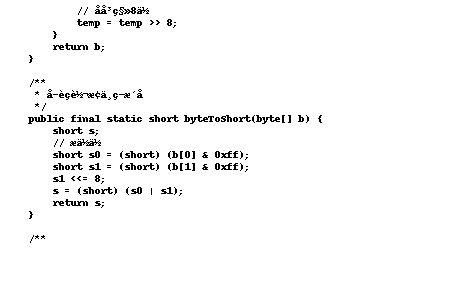 // åå³ç§»8ä½
temp = temp >> 8;
}
return b;
}
/**
* å­èçè½¬æ¢ä¸ç­æ´å
*/
public final static short byteToShort(byte[] b) {
short s;
// æä½ä½
short s0 = (short) (b[0] & 0xff);
short s1 = (short) (b[1] & 0xff);
s1 <<= 8;
s = (short) (s0 | s1);
return s;
}
/**